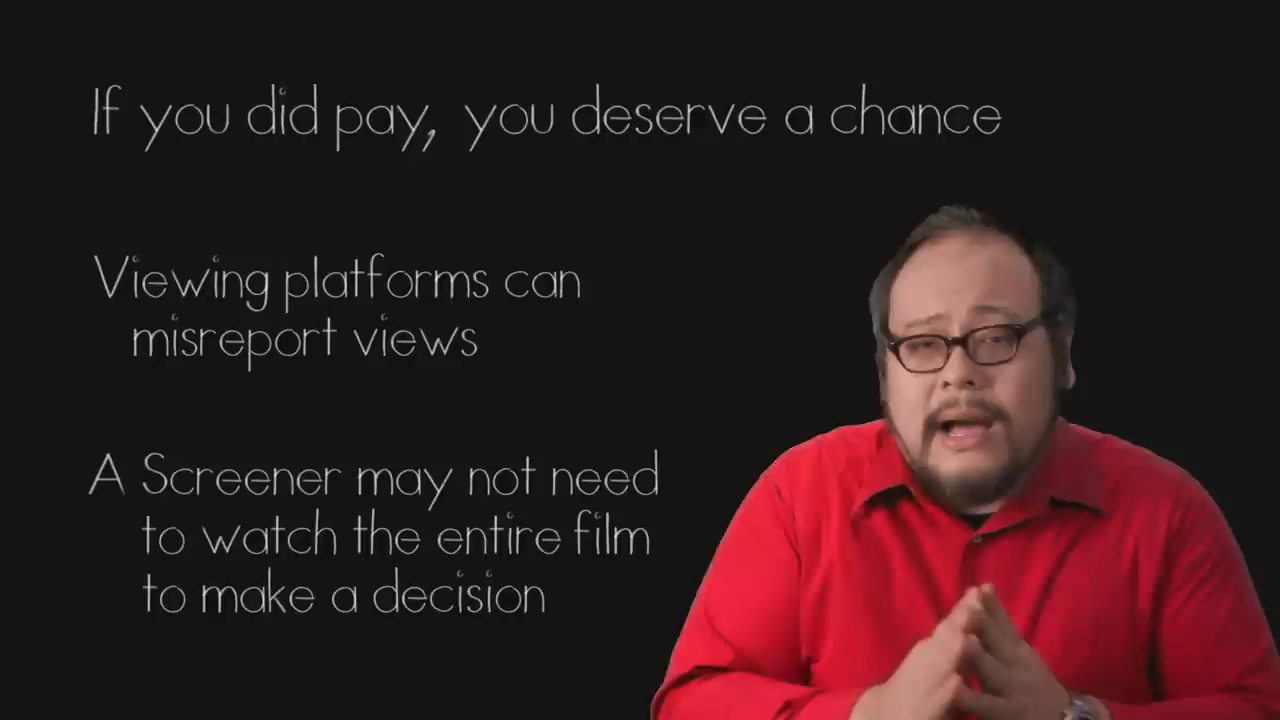 If you did pay, you deserve a chance
Viewing platforms can
misreport views
A Screener may not need
to watch the entire film
to make a decision